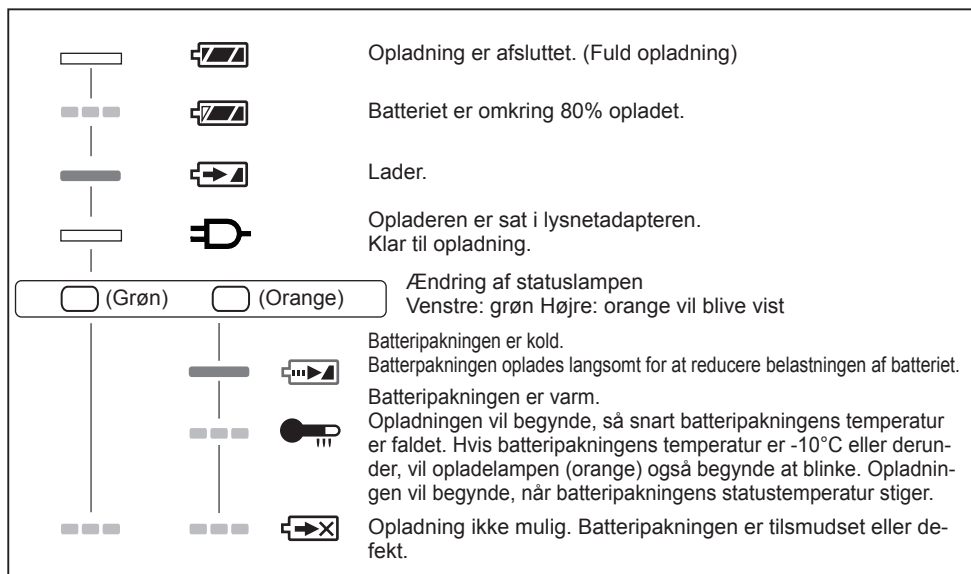 Opladning er afsluttet. (Fuld opladning)
Batteriet er omkring 80% opladet.
Lader.
Opladeren er sat i lysnetadapteren.
Klar til opladning.
(Grøn) (Orange)
Ændring af statuslampen
Venstre: grøn Højre: orange vil blive vist
Batteripakningen er kold.
Batterpakningen oplades langsomt for at reducere belastningen af batteriet.
Batteripakningen er varm.
Opladningen vil begynde, så snart batteripakningens temperatur
er faldet. Hvis batteripakningens temperatur er -10°C eller derun-
der, vil opladelampen (orange) også begynde at blinke. Opladnin-
gen vil begynde, når batteripakningens statustemperatur stiger.
Opladning ikke mulig. Batteripakningen er tilsmudset eller de-
fekt.